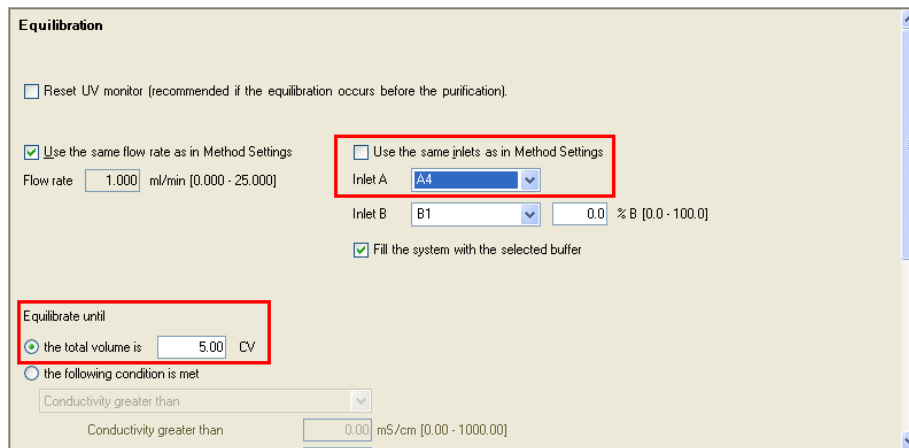 Equilibration
Reset UV monitor (recommended if the equilibration occurs before the purification).
Use the same flow rate as in Method Settings
Flow rate 1.000 ml/min [0.000 - 25.000]
Use the same inlets as in Method Settings
Inlet A A4
Inlet B B1 0.0 % B [0.0 - 100.0]
Fill the system with the selected buffer
Equilibrate until
the total volume is 5.00 CV
the following condition is met
Conductivity greater than
Conductivity greater than 0.00 mS/cm [0.00 - 1000.00]